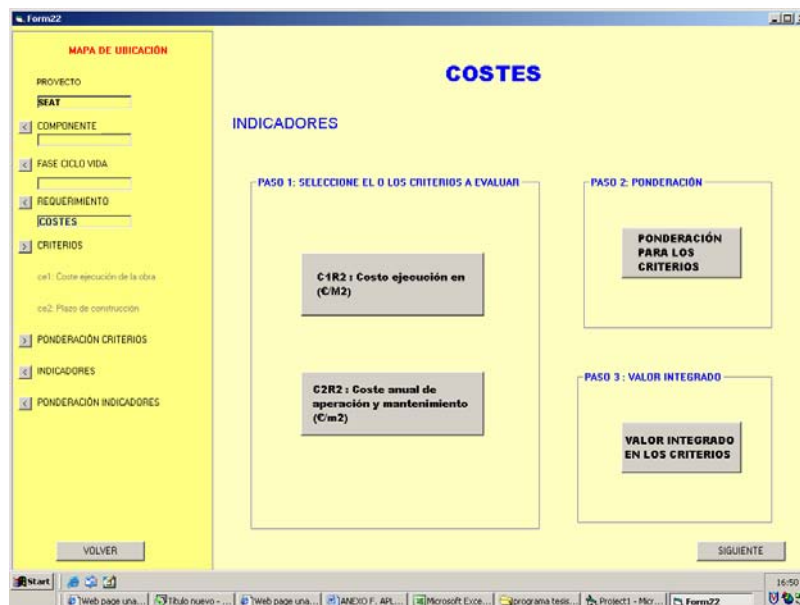 Form22
MAPA DE UBICACIÓN
PROYECTO
SEAT
< COMPONENTE
< FASE CICLO VIDA
< REQUERIMIENTO
COSTES
> CRITERIOS
ce1: Coste ejecución de la obra
ce2: Plazo de construcción
> PONDERACIÓN CRITERIOS
< INDICADORES
< PONDERACIÓN INDICADORES
VOLVER
COSTES
INDICADORES
PASO 1: SELECCIONE EL O LOS CRITERIOS A EVALUAR
C1R2 : Costo ejecución en
(€/M2)
C2R2 : Coste anual de
aperación y mantenimiento
(€/m2)
PASO 2: PONDERACIÓN
PONDERACIÓN
PARA LOS
CRITERIOS
PASO 3 : VALOR INTEGRADO
VALOR INTEGRADO
EN LOS CRITERIOS
SIGUIENTE
Start
16:50
Web page una...
Título nuevo - ...
Web page una...
ANEXO F. APL...
Microsoft Exce...
programa tesis...
Project1 - Micr...
Form22